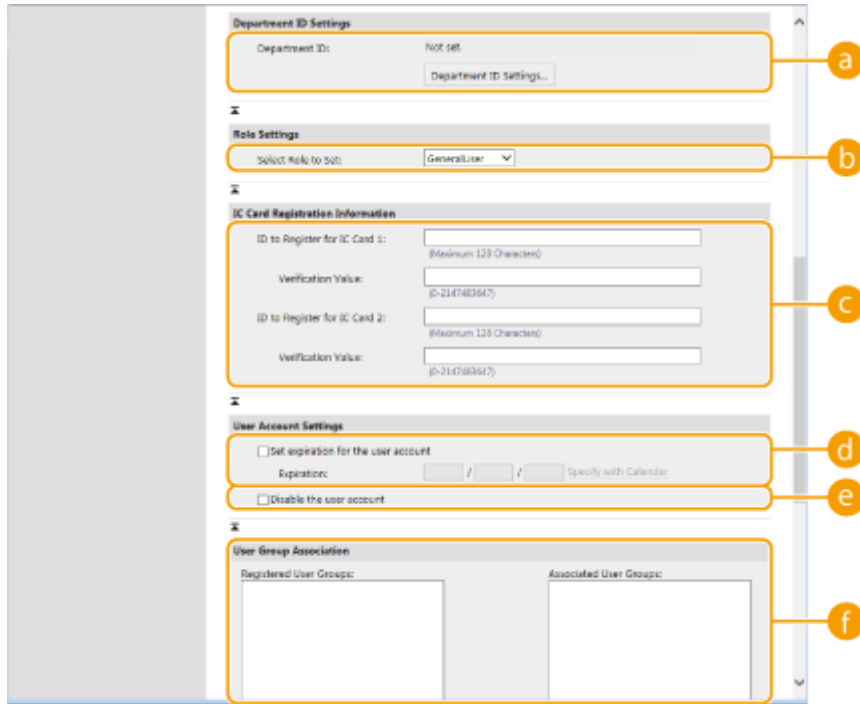 Department ID Settings
Department ID: Not set.
Department ID Settings...
a
Role Settings
Select Role to Set: GeneralUser
b
IC Card Registration Information
ID to Register for IC Card 1:
(Maximum 128 Characters)
Verification Value:
(0-2147483647)
c
ID to Register for IC Card 2:
(Maximum 128 Characters)
Verification Value:
(0-2147483647)
User Account Settings
Set expiration for the user account
d
Expiration: / / Specify with Calendar
Disable the user account
e
User Group Association
Registered User Groups: Associated User Groups:
f